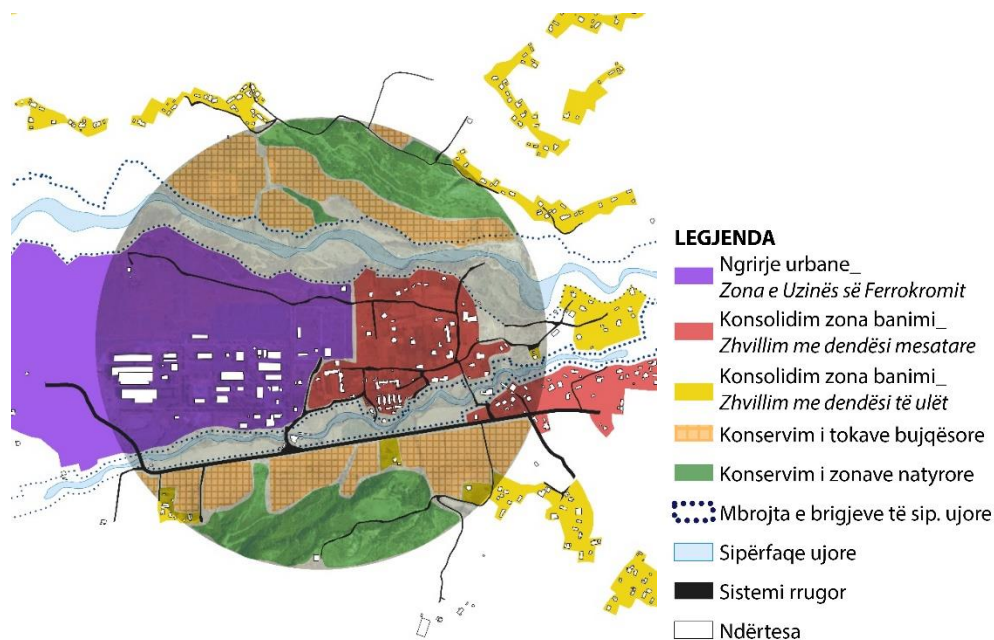 LEGJENDA
Ngrirje urbane_
Zona e Uzinës së Ferrokromit
Konsolidim zona banimi_
Zhvillim me dendësi mesatare
Konsolidim zona banimi_
Zhvillim me dendësi të ulët
Konservim i tokave bujqësore
Konservim i zonave natyrore
Mbrojta e brigjeve të sip. ujore
Sipërfaqe ujore
Sistemi rrugor
Ndërtesa